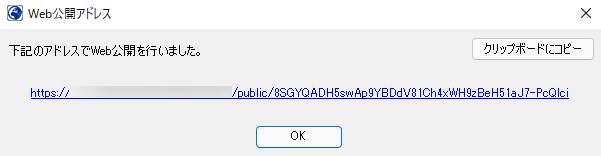 Web公開アドレス
下記のアドレスでWeb公開を行いました。
クリップボードにコピー
https:/ /public/8SGYQADH5swAp9YBDdV81Ch4xWH9zBeH51aJ7-PcQlci
OK